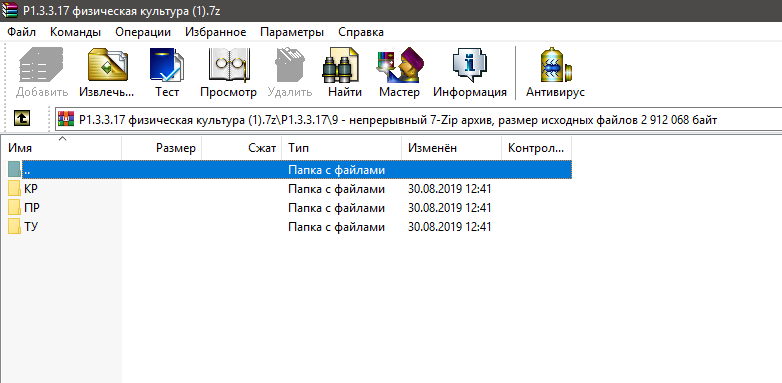 P1.3.3.17 физическая культура (1).7z
Файл Команды Операции Избранное Параметры Справка
Добавить Извлечь... Тест Просмотр Удалить Найти Мастер Информация Антивирус
P1.3.3.17 физическая культура (1).7z\P1.3.3.17\9 - непрерывный 7-Zip архив, размер исходных файлов 2 912 068 байт
Имя Размер Сжат Тип Изменён Контрол...
.. Папка с файлами
КР Папка с файлами 30.08.2019 12:41
ПР Папка с файлами 30.08.2019 12:41
ТУ Папка с файлами 30.08.2019 12:41